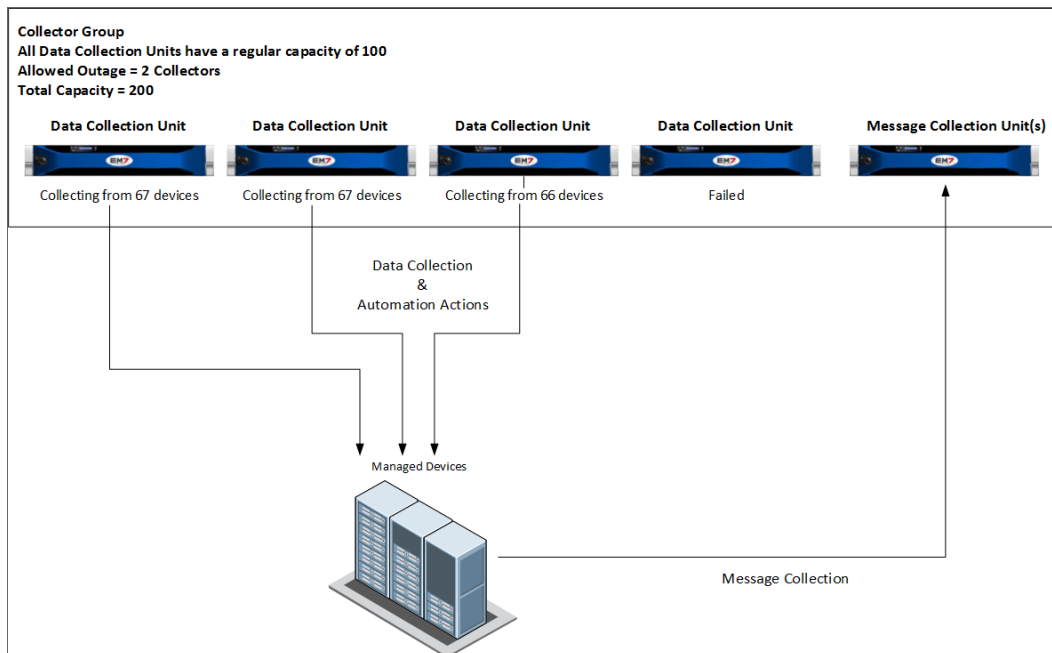 Collector Group
All Data Collection Units have a regular capacity of 100
Allowed Outage = 2 Collectors
Total Capacity = 200
Data Collection Unit
Data Collection Unit
Data Collection Unit
Data Collection Unit
Message Collection Unit(s)
EM7
EM7
EM7
EM7
EM7
Collecting from 67 devices
Collecting from 67 devices
Collecting from 66 devices
Failed
Data Collection
&
Automation Actions
Managed Devices
Message Collection